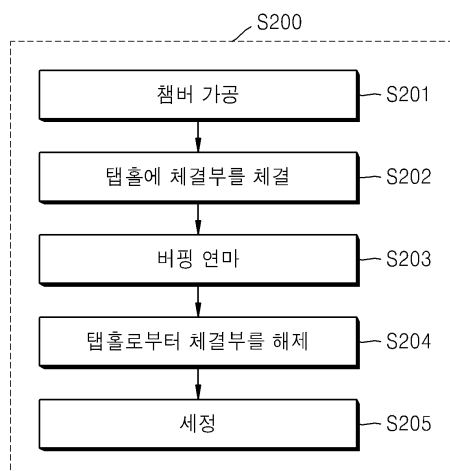 S200
챔버 가공 S201
탭홀에 체결부를 체결 S202
버핑 연마 S203
탭홀로부터 체결부를 해제 S204
세정 S205